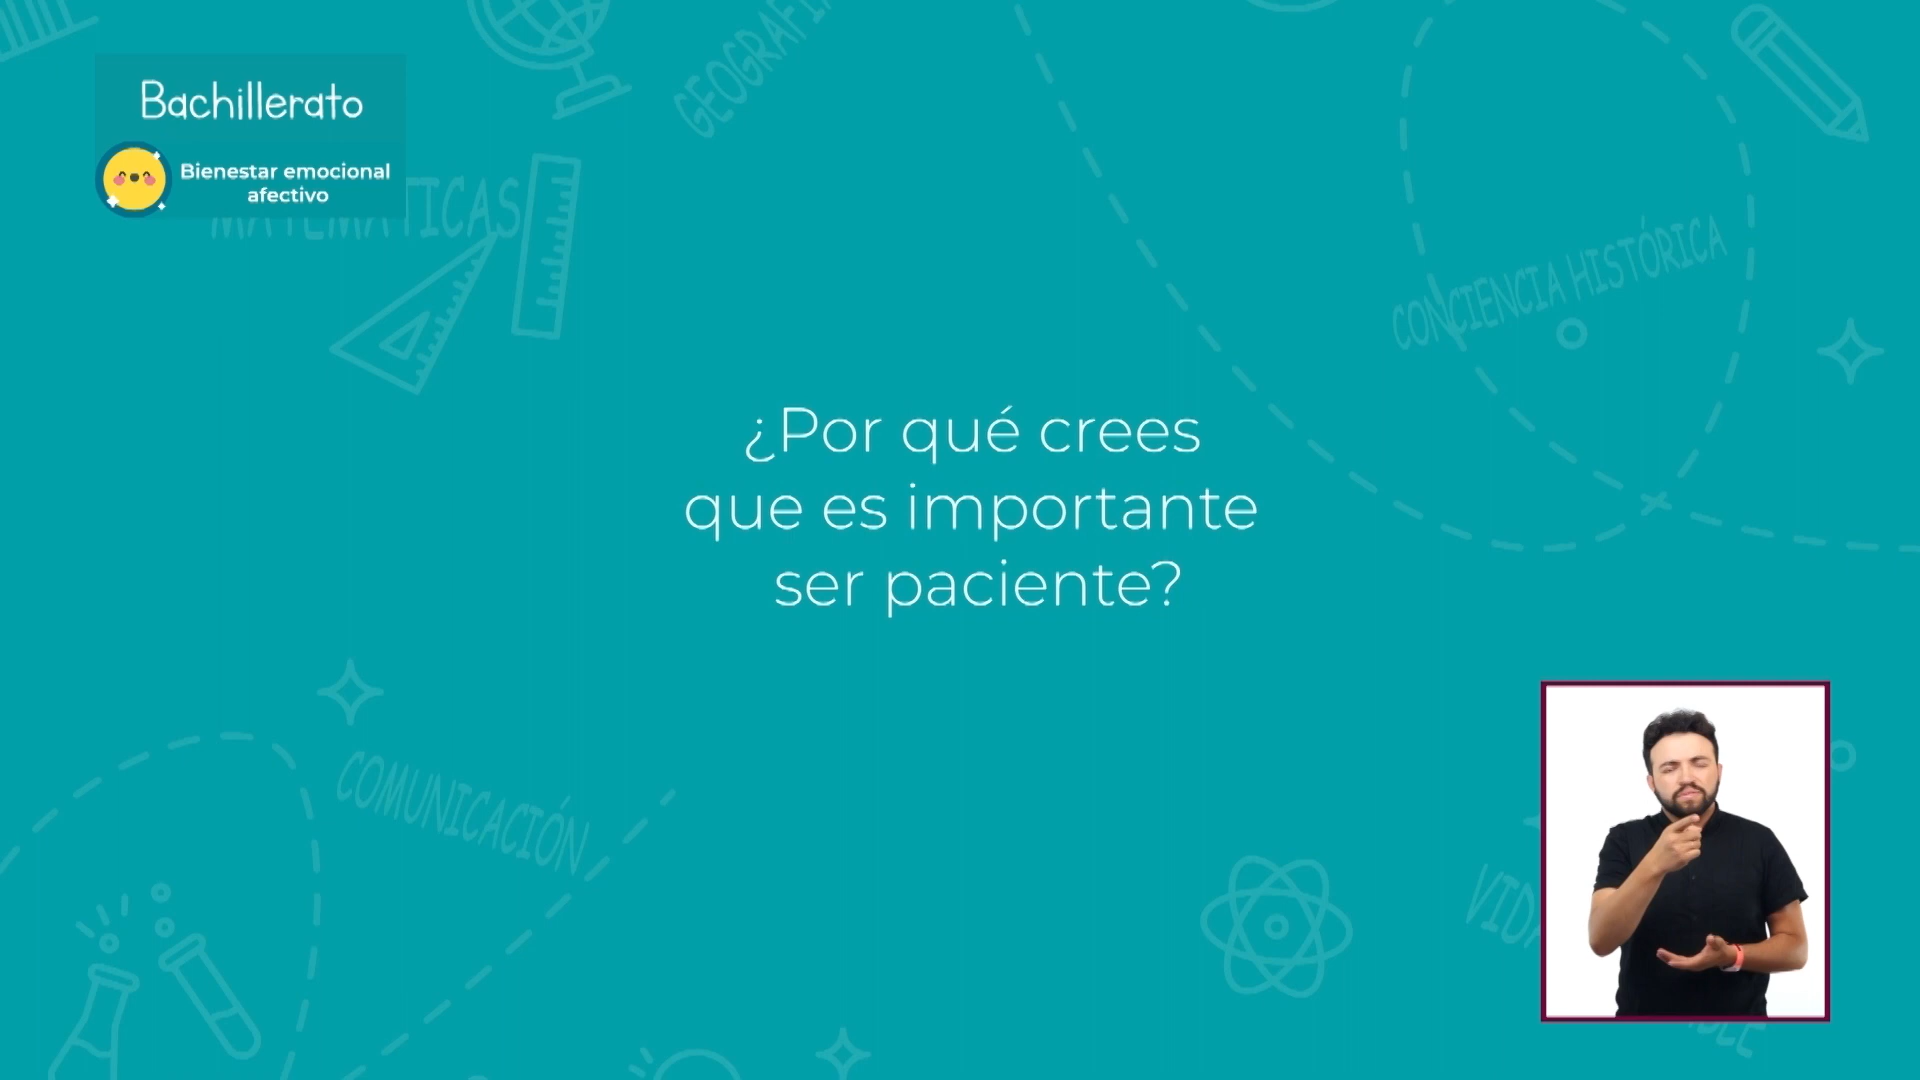 GEOGRAFÍA
Bachillerato
Bienestar emocional
afectivo
MATEMÁTICAS
CONCIENCIA HISTÓRICA
¿Por qué crees
que es importante
ser paciente?
COMUNICACIÓN